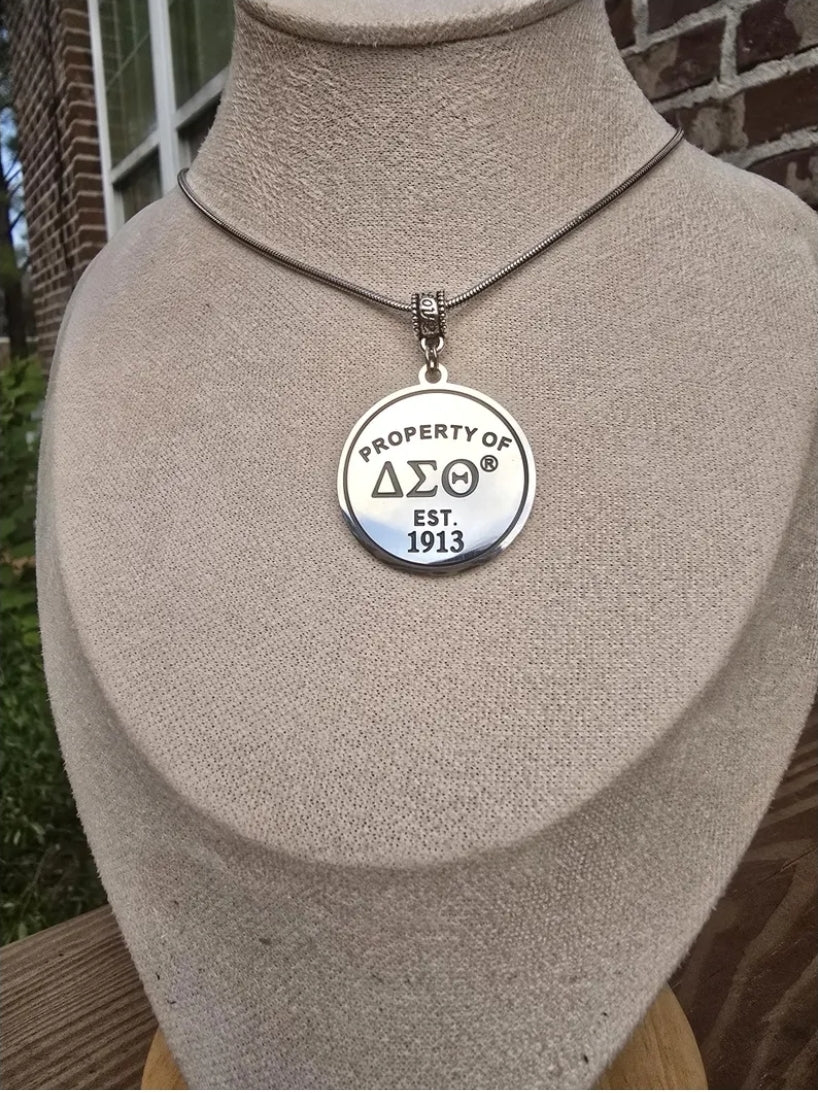 PROPERTY OF
ΔΣΘ®
EST.
1913